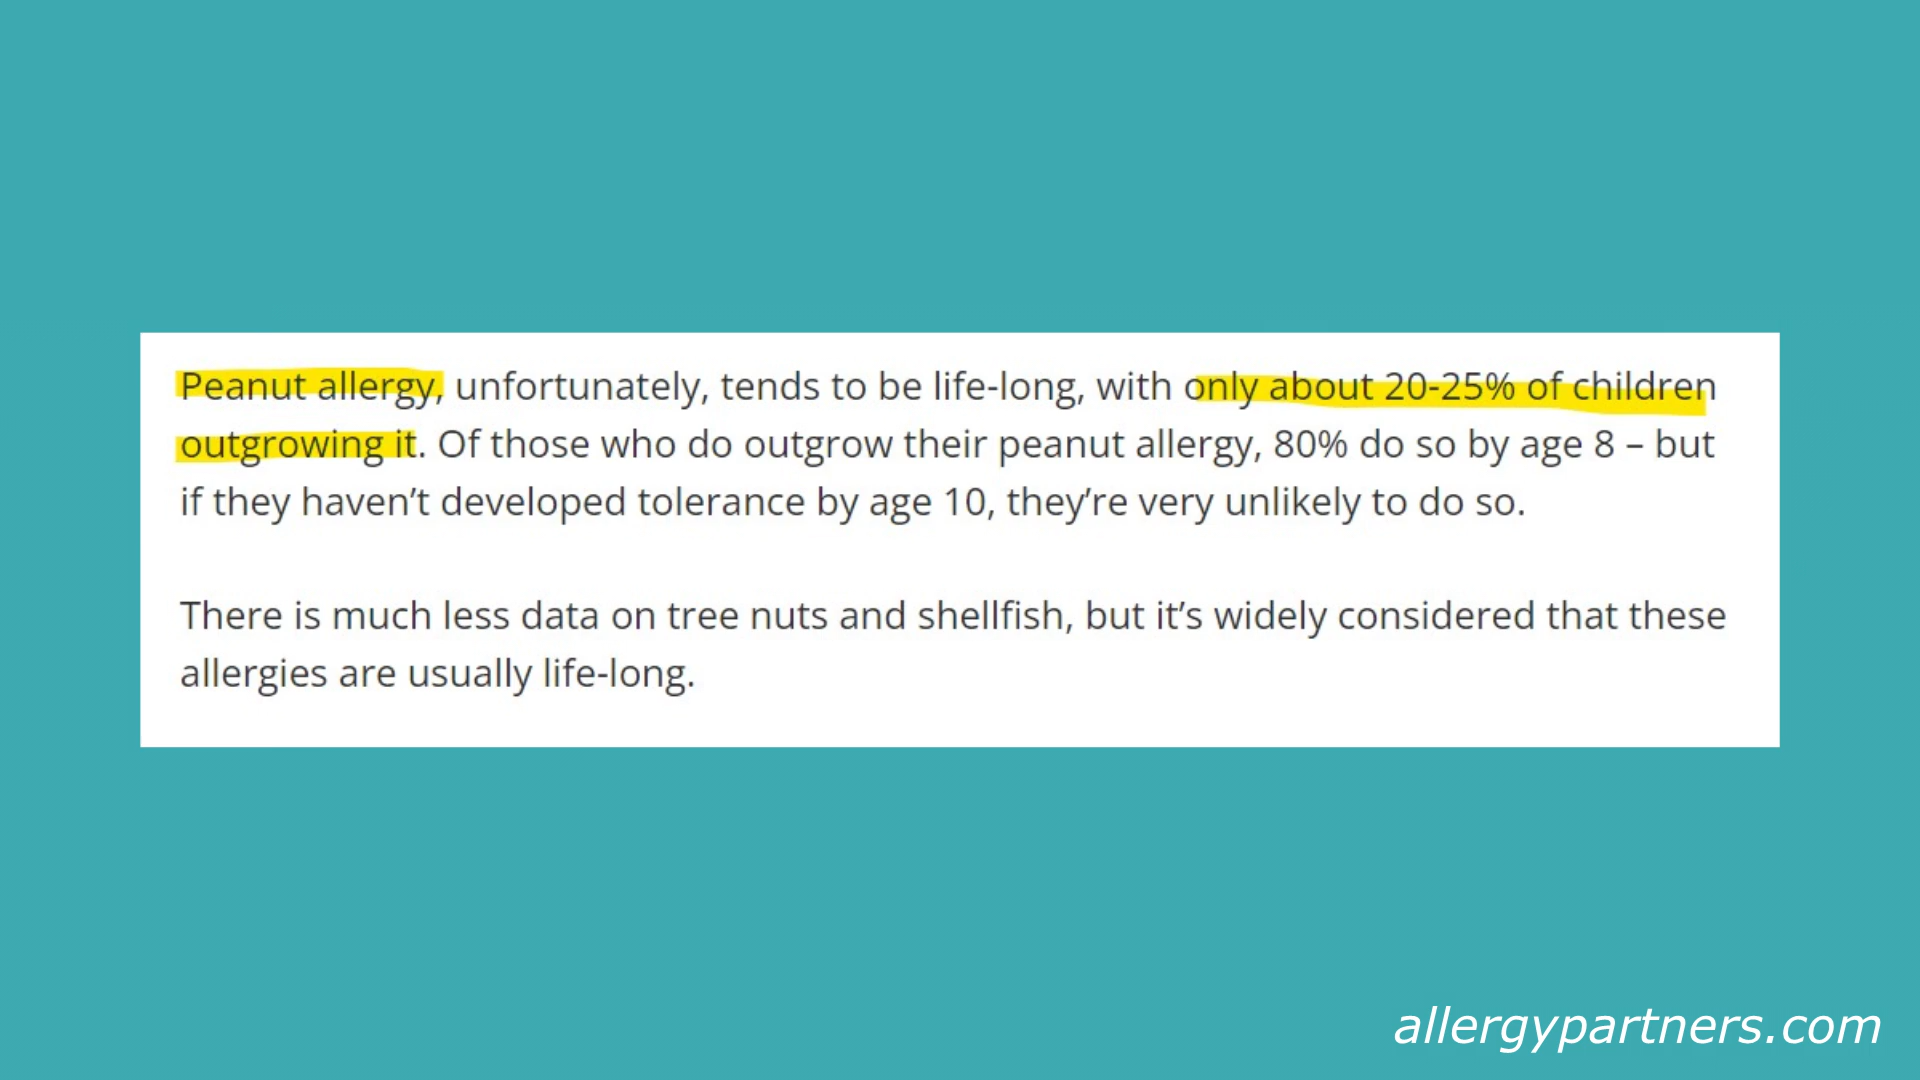 Peanut allergy, unfortunately, tends to be life-long, with only about 20-25% of children
outgrowing it. Of those who do outgrow their peanut allergy, 80% do so by age 8 – but
if they haven’t developed tolerance by age 10, they’re very unlikely to do so.
There is much less data on tree nuts and shellfish, but it’s widely considered that these
allergies are usually life-long.
allergypartners.com